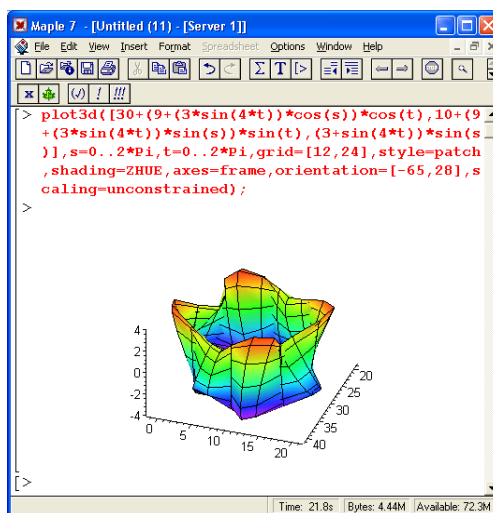 Maple 7 - [Untitled (11) - [Server 1]]
File Edit View Insert Format Spreadsheet Options Window Help
Σ T [>
x (√) ! !!!
[> plot3d([30+(9+(3*sin(4*t))*cos(s))*cos(t),10+(9
+(3*sin(4*t))*sin(s))*sin(t),(3+sin(4*t))*sin(s
)],s=0..2*Pi,t=0..2*Pi,grid=[12,24],style=patch
,shading=ZHUE,axes=frame,orientation=[-65,28],s
caling=unconstrained);
>
4
2
0
-2
-4
0 5 10 15 20
20
25
30
35
40
[>
Time: 21.8s Bytes: 4.44M Available: 72.3M